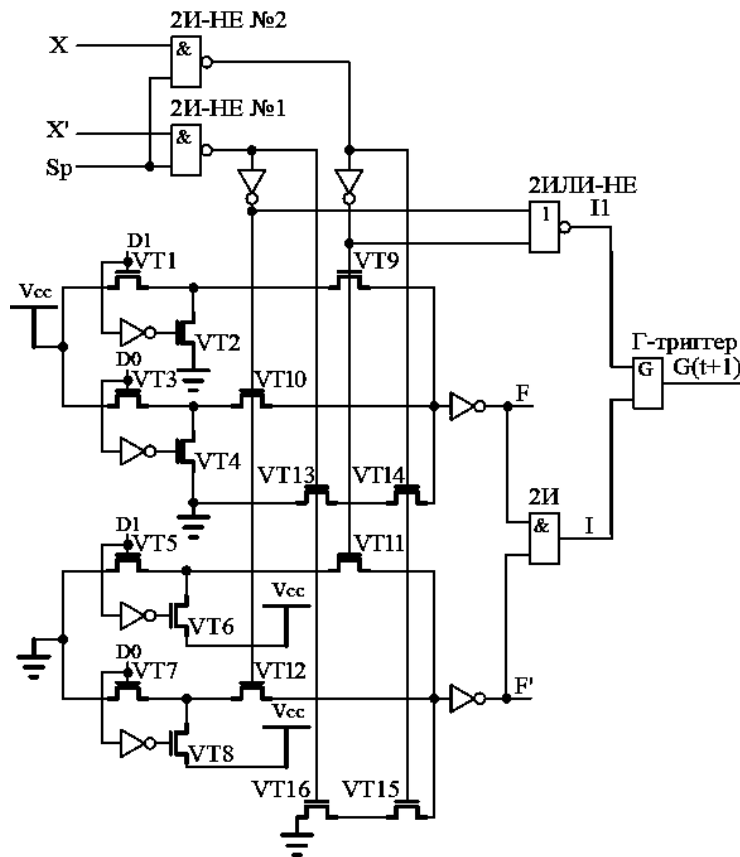 2И-НЕ №2
X
&
2И-НЕ №1
X'
&
Sp
2ИЛИ-НЕ
1
I1
D1
VT1
VT9
Vcc
VT2
Г-триггер
D0
G
G(t+1)
VT3
VT10
F
VT4
VT13
VT14
2И
&
I
D1
VT5
VT11
Vcc
VT6
D0
VT7
VT12
F'
Vcc
VT8
VT16
VT15